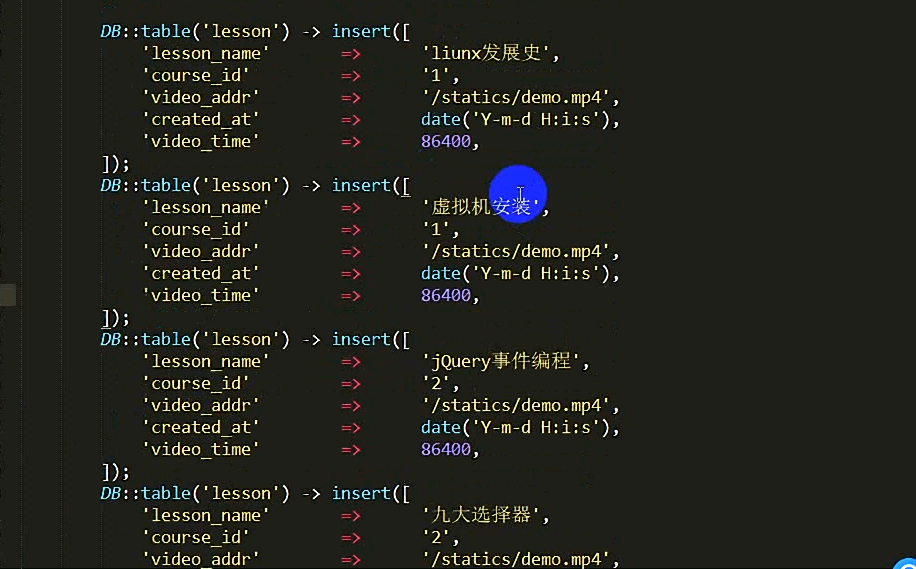 DB::table('lesson') -> insert([
'lesson_name' => 'liunx发展史',
'course_id' => '1',
'video_addr' => '/statics/demo.mp4',
'created_at' => date('Y-m-d H:i:s'),
'video_time' => 86400,
]);
DB::table('lesson') -> insert([
'lesson_name' => '虚拟机安装',
'course_id' => '1',
'video_addr' => '/statics/demo.mp4',
'created_at' => date('Y-m-d H:i:s'),
'video_time' => 86400,
]);
DB::table('lesson') -> insert([
'lesson_name' => 'jQuery事件编程',
'course_id' => '2',
'video_addr' => '/statics/demo.mp4',
'created_at' => date('Y-m-d H:i:s'),
'video_time' => 86400,
]);
DB::table('lesson') -> insert([
'lesson_name' => '九大选择器',
'course_id' => '2',
'video_addr' => '/statics/demo.mp4',